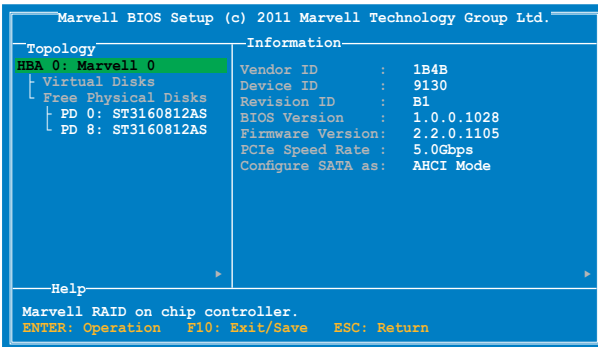 Marvell BIOS Setup (c) 2011 Marvell Technology Group Ltd.
Topology
HBA 0: Marvell 0
Virtual Disks
Free Physical Disks
PD 0: ST3160812AS
PD 8: ST3160812AS
Information
Vendor ID : 1B4B
Device ID : 9130
Revision ID : B1
BIOS Version : 1.0.0.1028
Firmware Version: 2.2.0.1105
PCIe Speed Rate : 5.0Gbps
Configure SATA as: AHCI Mode
Help
Marvell RAID on chip controller.
ENTER: Operation F10: Exit/Save ESC: Return